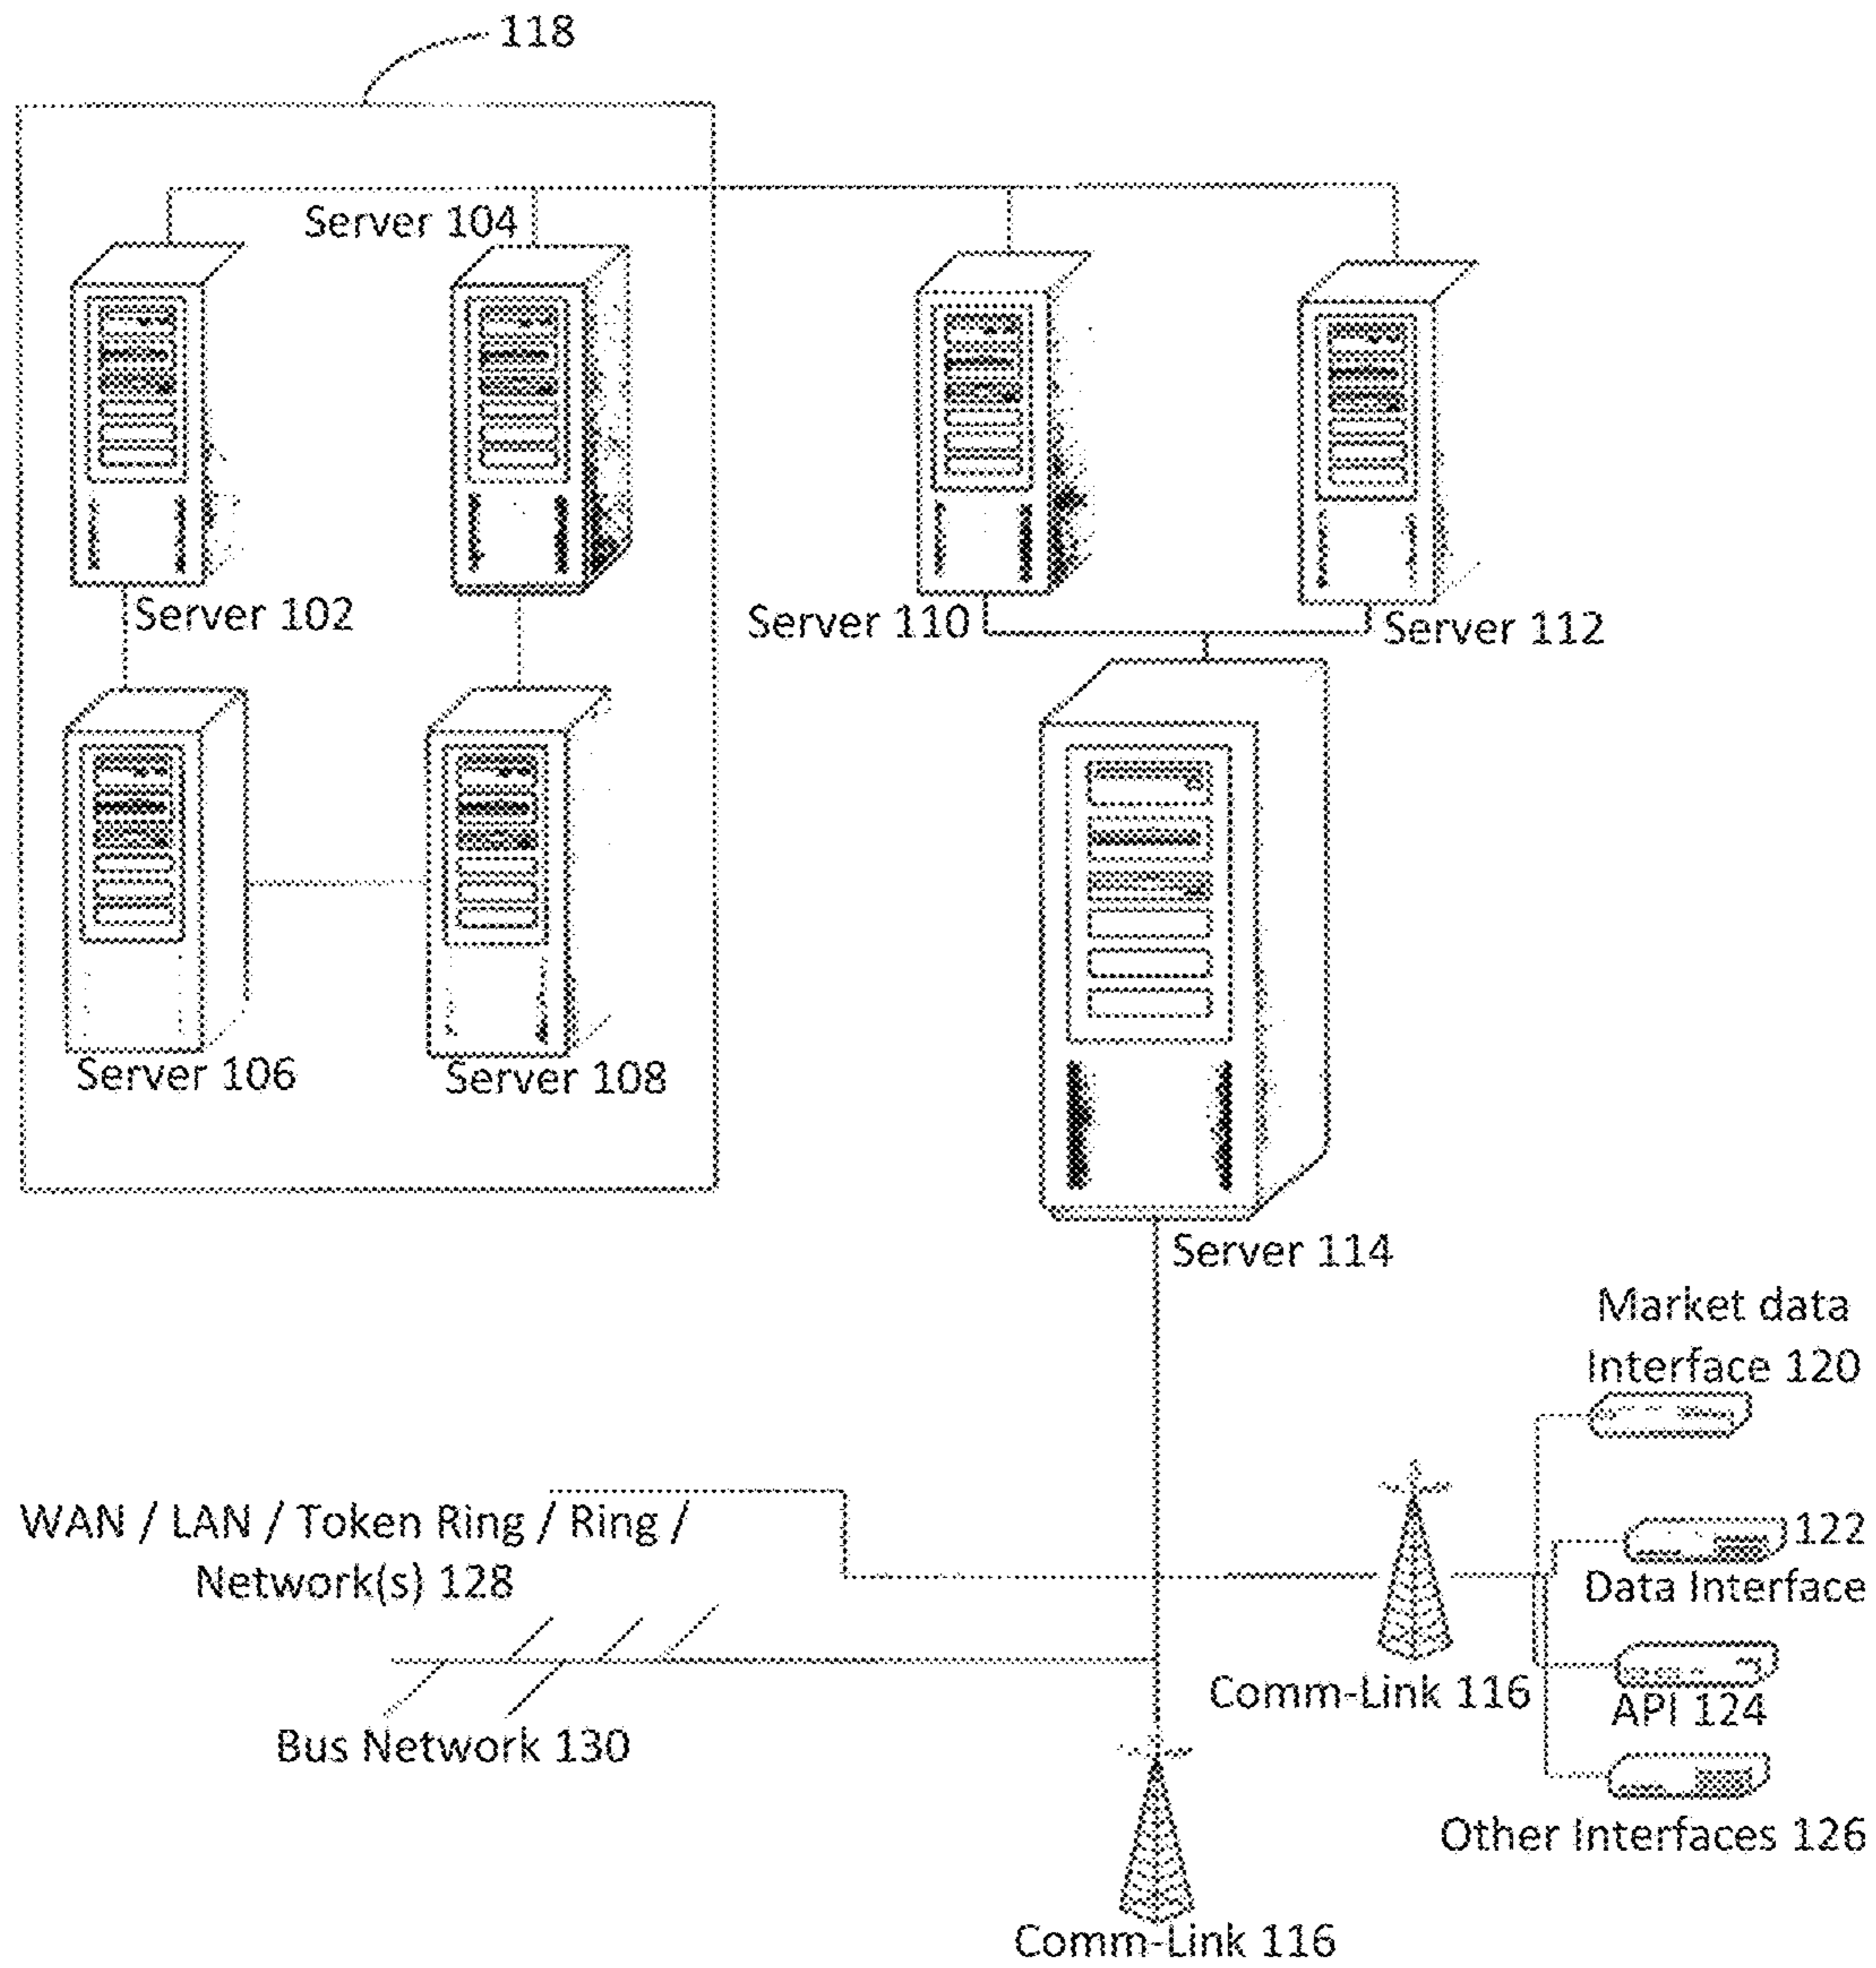 118
Server 104
Server 102
Server 110
Server 112
Server 106
Server 108
Server 114
Market data
Interface 120
WAN / LAN / Token Ring / Ring /
Network(s) 128
122
Data Interface
Comm-Link 116
API 124
Bus Network 130
Other Interfaces 126
Comm-Link 116